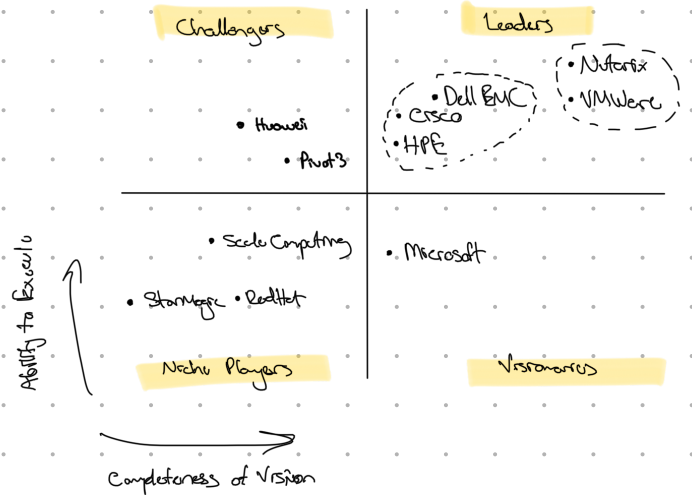 Challengers
Leaders
• Nutanix
• VMWare
• Dell EMC
• Cisco
• HPE
• Huawei
• Pivot3
• Scale Computing
• StorMagic • RedHat
• Microsoft
Niche Players
Visionaries
Ability to Execute
Completeness of Vision